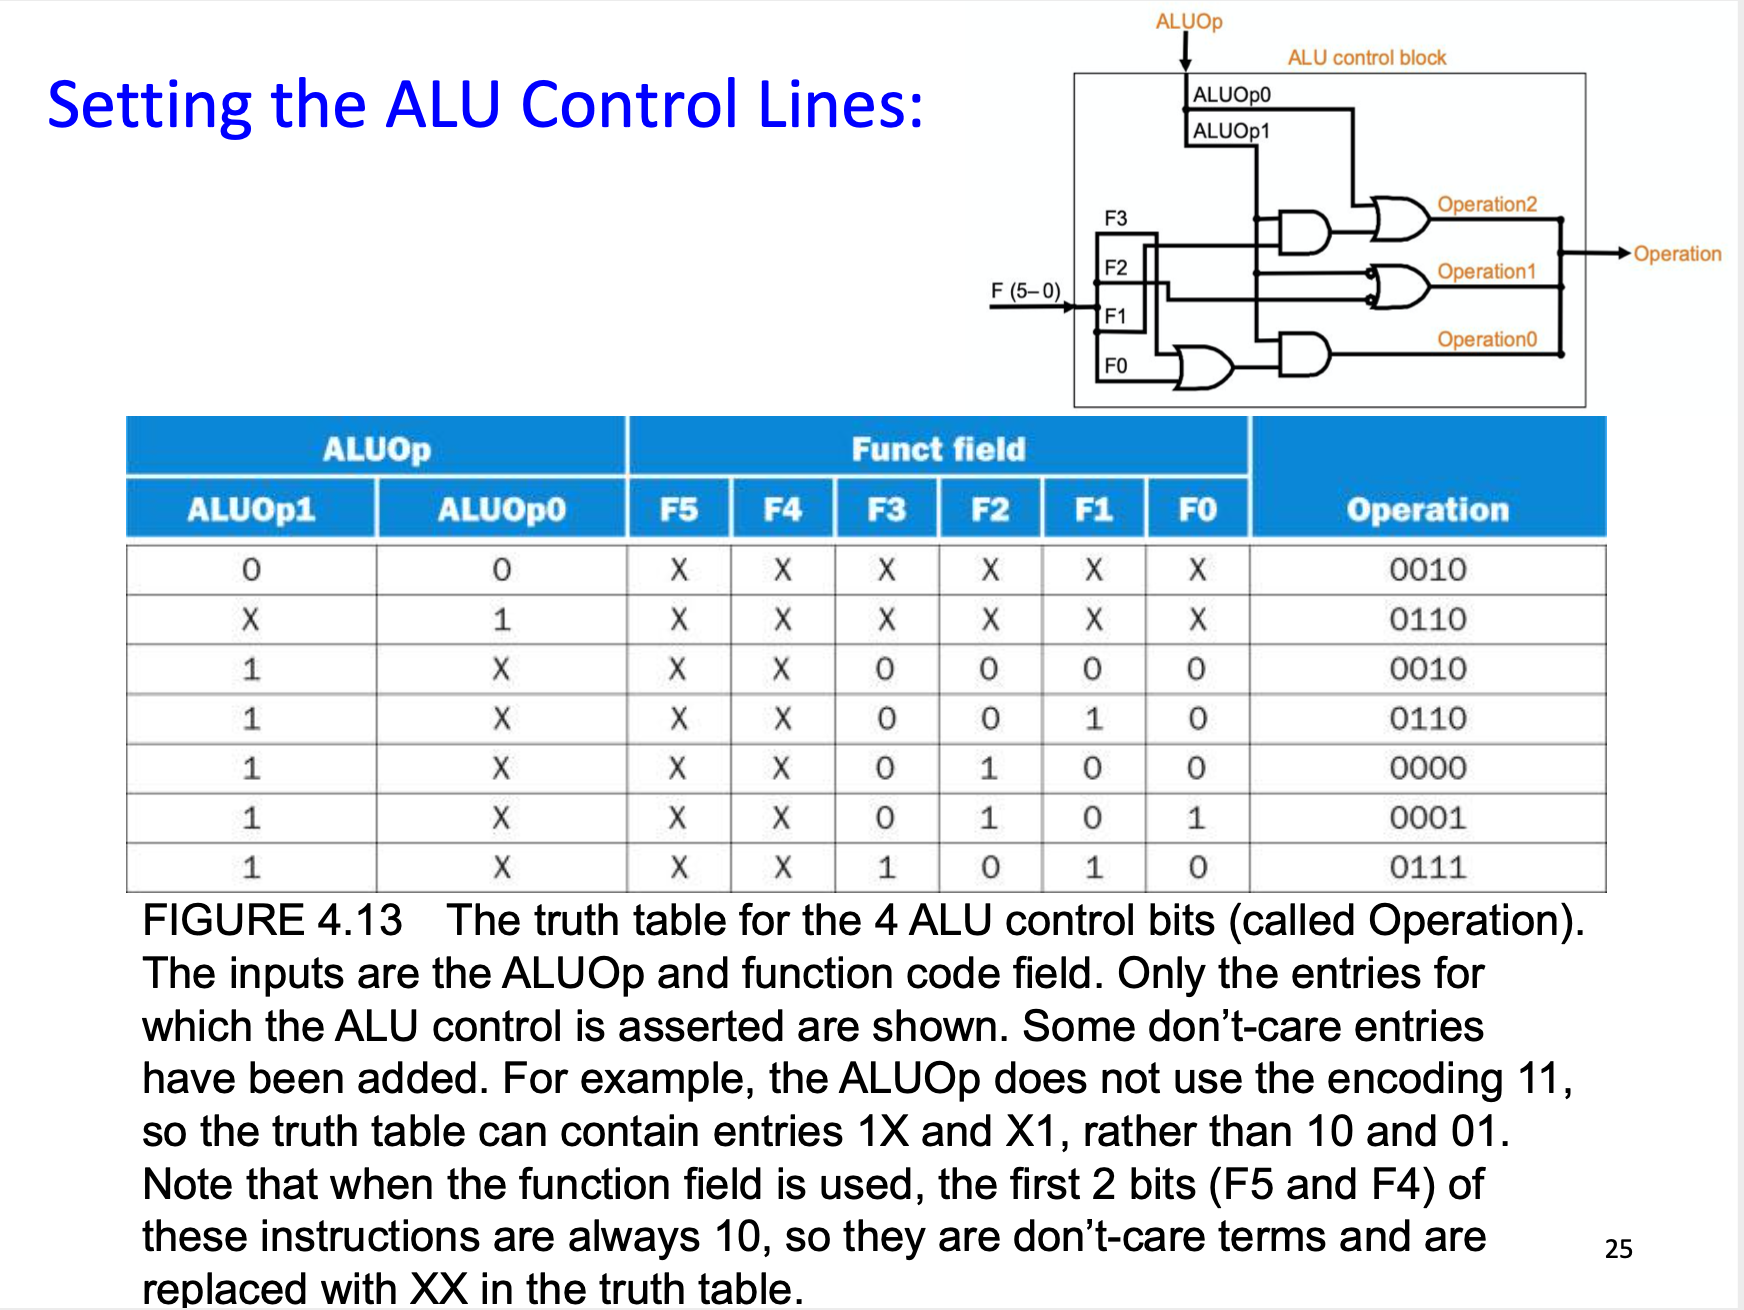 Setting the ALU Control Lines:
ALUOp
ALU control block
ALUOp0
ALUOp1
F3
F2
F (5–0)
F1
F0
Operation2
Operation1
Operation0
Operation
ALUOp Funct field
ALUOp1 ALUOp0 F5 F4 F3 F2 F1 F0 Operation
0 0 X X X X X X 0010
X 1 X X X X X X 0110
1 X X X 0 0 0 0 0010
1 X X X 0 0 1 0 0110
1 X X X 0 1 0 0 0000
1 X X X 0 1 0 1 0001
1 X X X 1 0 1 0 0111
FIGURE 4.13 The truth table for the 4 ALU control bits (called Operation).
The inputs are the ALUOp and function code field. Only the entries for
which the ALU control is asserted are shown. Some don’t-care entries
have been added. For example, the ALUOp does not use the encoding 11,
so the truth table can contain entries 1X and X1, rather than 10 and 01.
Note that when the function field is used, the first 2 bits (F5 and F4) of
these instructions are always 10, so they are don’t-care terms and are
replaced with XX in the truth table.
25